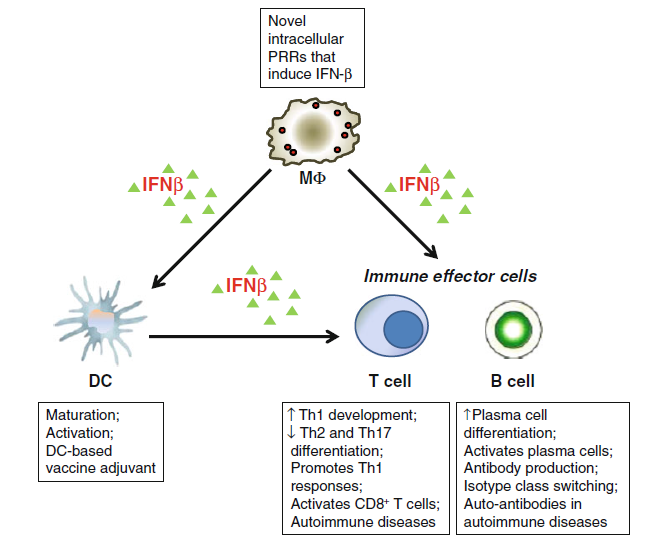 Novel
intracellular
PRRs that
induce IFN-β
MΦ
IFNβ
IFNβ
IFNβ
Immune effector cells
DC
T cell
B cell
Maturation;
Activation;
DC-based
vaccine adjuvant
↑Th1 development;
↓Th2 and Th17
differentiation;
Promotes Th1
responses;
Activates CD8⁺ T cells;
Autoimmune diseases
↑Plasma cell
differentiation;
Activates plasma cells;
Antibody production;
Isotype class switching;
Auto-antibodies in
autoimmune diseases